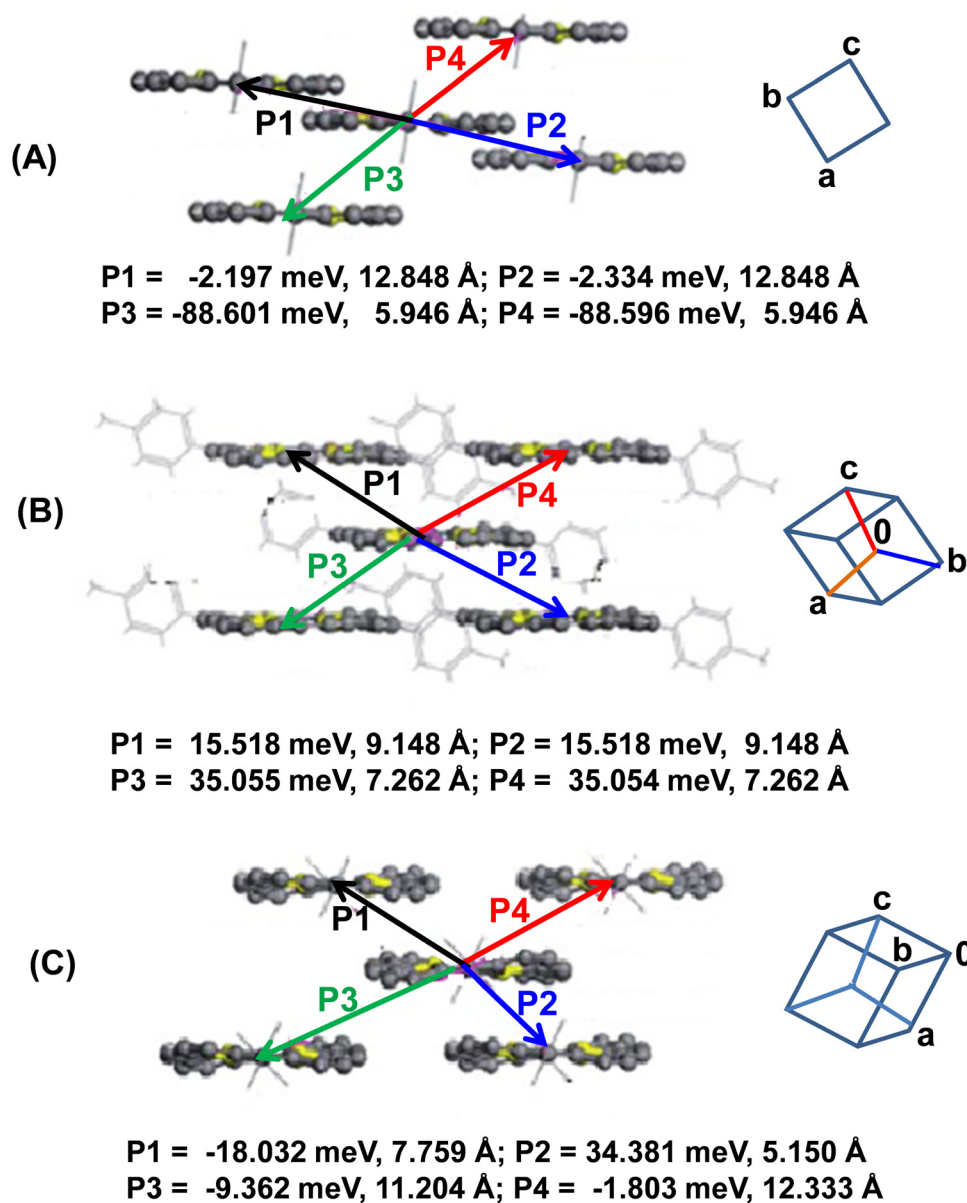 P4
c
P1
b
P2
(A)
P3
a
P1 = -2.197 meV, 12.848 Å; P2 = -2.334 meV, 12.848 Å
P3 = -88.601 meV, 5.946 Å; P4 = -88.596 meV, 5.946 Å
c
P1
P4
(B)
0
P3
P2
b
a
P1 = 15.518 meV, 9.148 Å; P2 = 15.518 meV, 9.148 Å
P3 = 35.055 meV, 7.262 Å; P4 = 35.054 meV, 7.262 Å
c
P1
P4
b
0
(C)
P3
P2
a
P1 = -18.032 meV, 7.759 Å; P2 = 34.381 meV, 5.150 Å
P3 = -9.362 meV, 11.204 Å; P4 = -1.803 meV, 12.333 Å